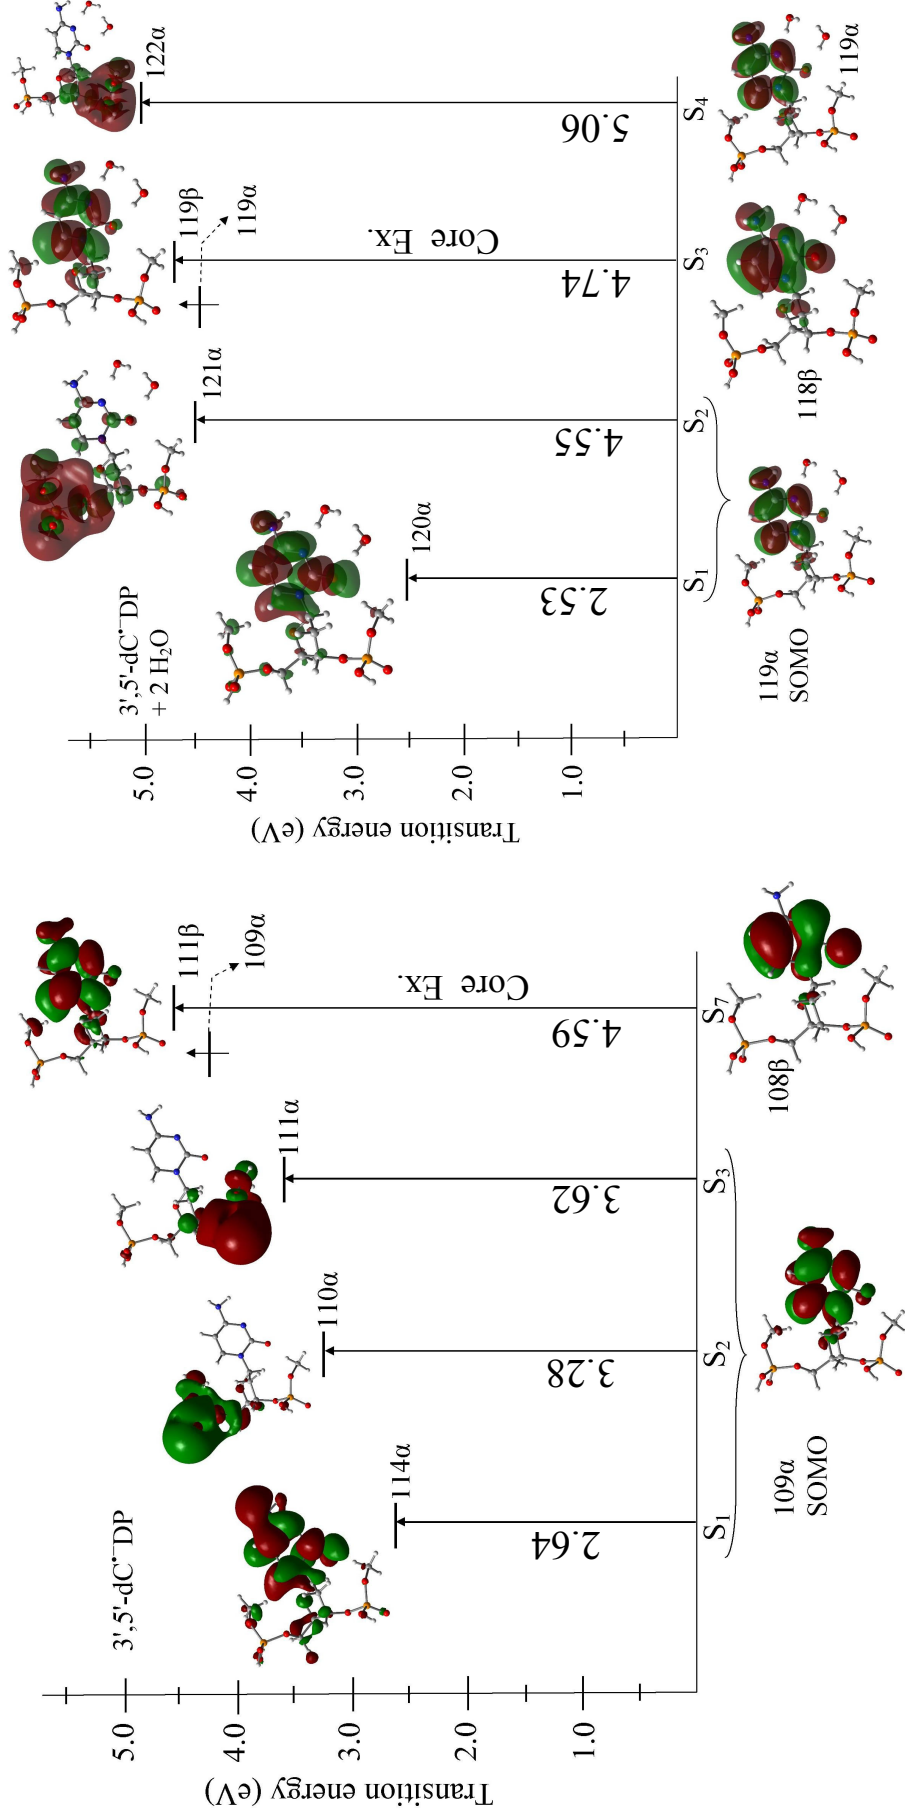 3',5'-dC•−DP
Transition energy (eV)
5.0
4.0
3.0
2.0
1.0
114α
110α
111α
111β
109α
2.64
3.28
3.62
4.59
Core Ex.
S1
S2
S3
S7
109α
SOMO
108β
3',5'-dC•−DP
+ 2 H2O
Transition energy (eV)
5.0
4.0
3.0
2.0
1.0
120α
121α
119β
119α
122α
2.53
4.55
4.74
Core Ex.
5.06
S1
S2
S3
S4
119α
SOMO
118β
119α